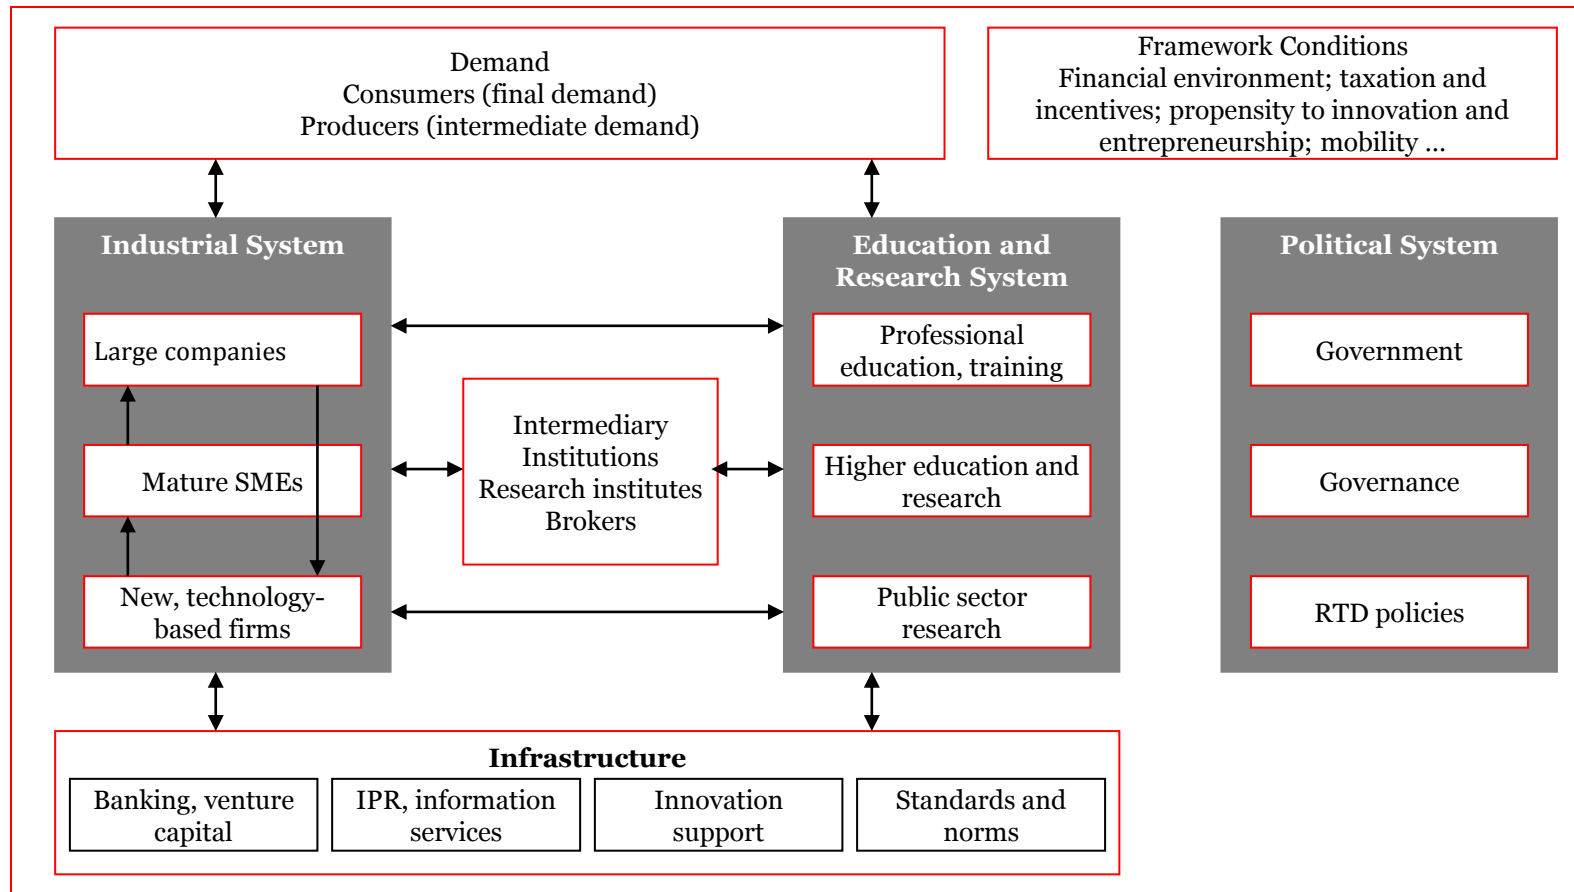 Demand
Consumers (final demand)
Producers (intermediate demand)
Framework Conditions
Financial environment; taxation and
incentives; propensity to innovation and
entrepreneurship; mobility ...
Industrial System
Large companies
Mature SMEs
New, technology-
based firms
Intermediary
Institutions
Research institutes
Brokers
Education and
Research System
Professional
education, training
Higher education and
research
Public sector
research
Political System
Government
Governance
RTD policies
Infrastructure
Banking, venture
capital
IPR, information
services
Innovation
support
Standards and
norms